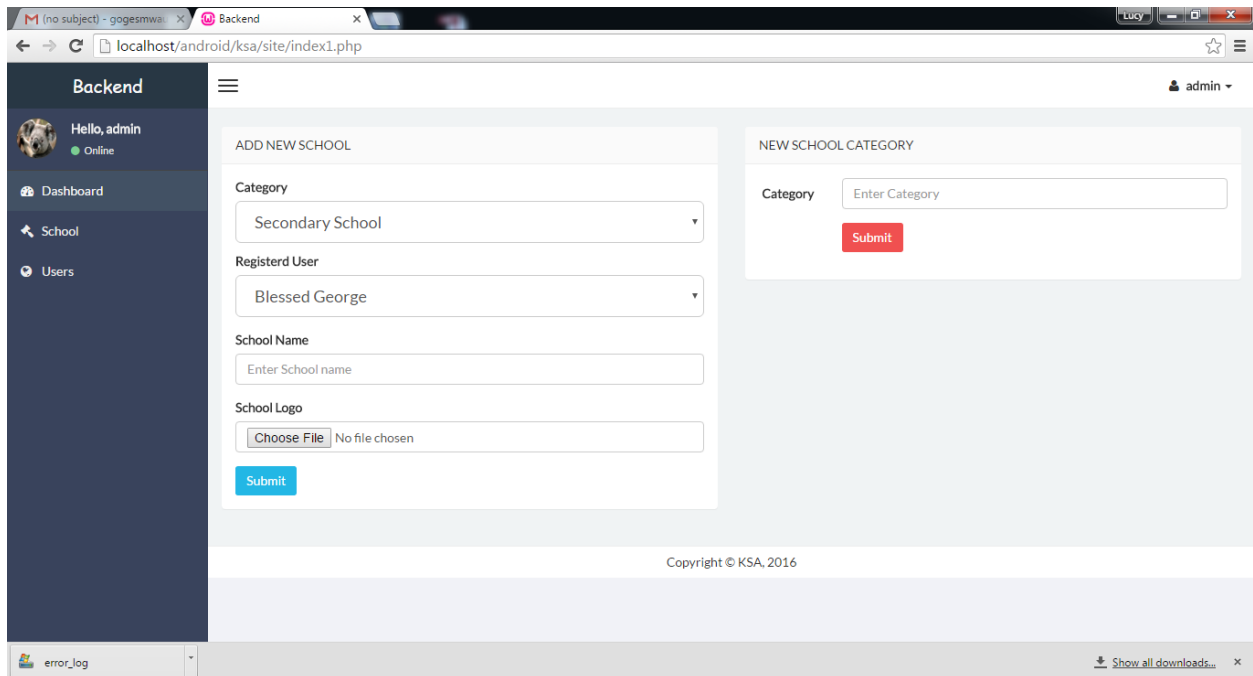 M (no subject) - gogesmwau
Backend
Lucy
localhost/android/ksa/site/index1.php
Backend
admin
Hello, admin
Online
Dashboard
School
Users
ADD NEW SCHOOL
Category
Secondary School
Registerd User
Blessed George
School Name
Enter School name
School Logo
Choose File No file chosen
Submit
NEW SCHOOL CATEGORY
Category Enter Category
Submit
Copyright © KSA, 2016
error_log
Show all downloads...